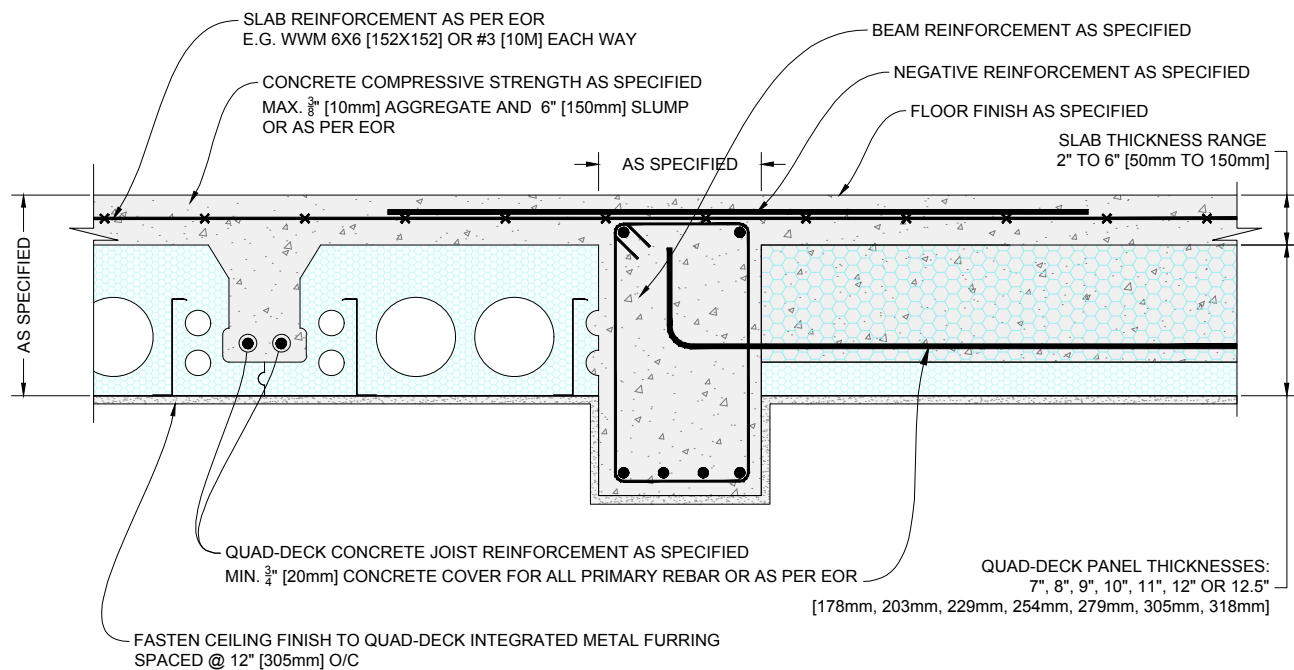 SLAB REINFORCEMENT AS PER EOR
E.G. WWM 6X6 [152X152] OR #3 [10M] EACH WAY
CONCRETE COMPRESSIVE STRENGTH AS SPECIFIED
MAX. 3/8" [10mm] AGGREGATE AND 6" [150mm] SLUMP
OR AS PER EOR
BEAM REINFORCEMENT AS SPECIFIED
NEGATIVE REINFORCEMENT AS SPECIFIED
FLOOR FINISH AS SPECIFIED
SLAB THICKNESS RANGE
2" TO 6" [50mm TO 150mm]
AS SPECIFIED
AS SPECIFIED
QUAD-DECK CONCRETE JOIST REINFORCEMENT AS SPECIFIED
MIN. 3/4" [20mm] CONCRETE COVER FOR ALL PRIMARY REBAR OR AS PER EOR
QUAD-DECK PANEL THICKNESSES:
7", 8", 9", 10", 11", 12" OR 12.5"
[178mm, 203mm, 229mm, 254mm, 279mm, 305mm, 318mm]
FASTEN CEILING FINISH TO QUAD-DECK INTEGRATED METAL FURRING
SPACED @ 12" [305mm] O/C